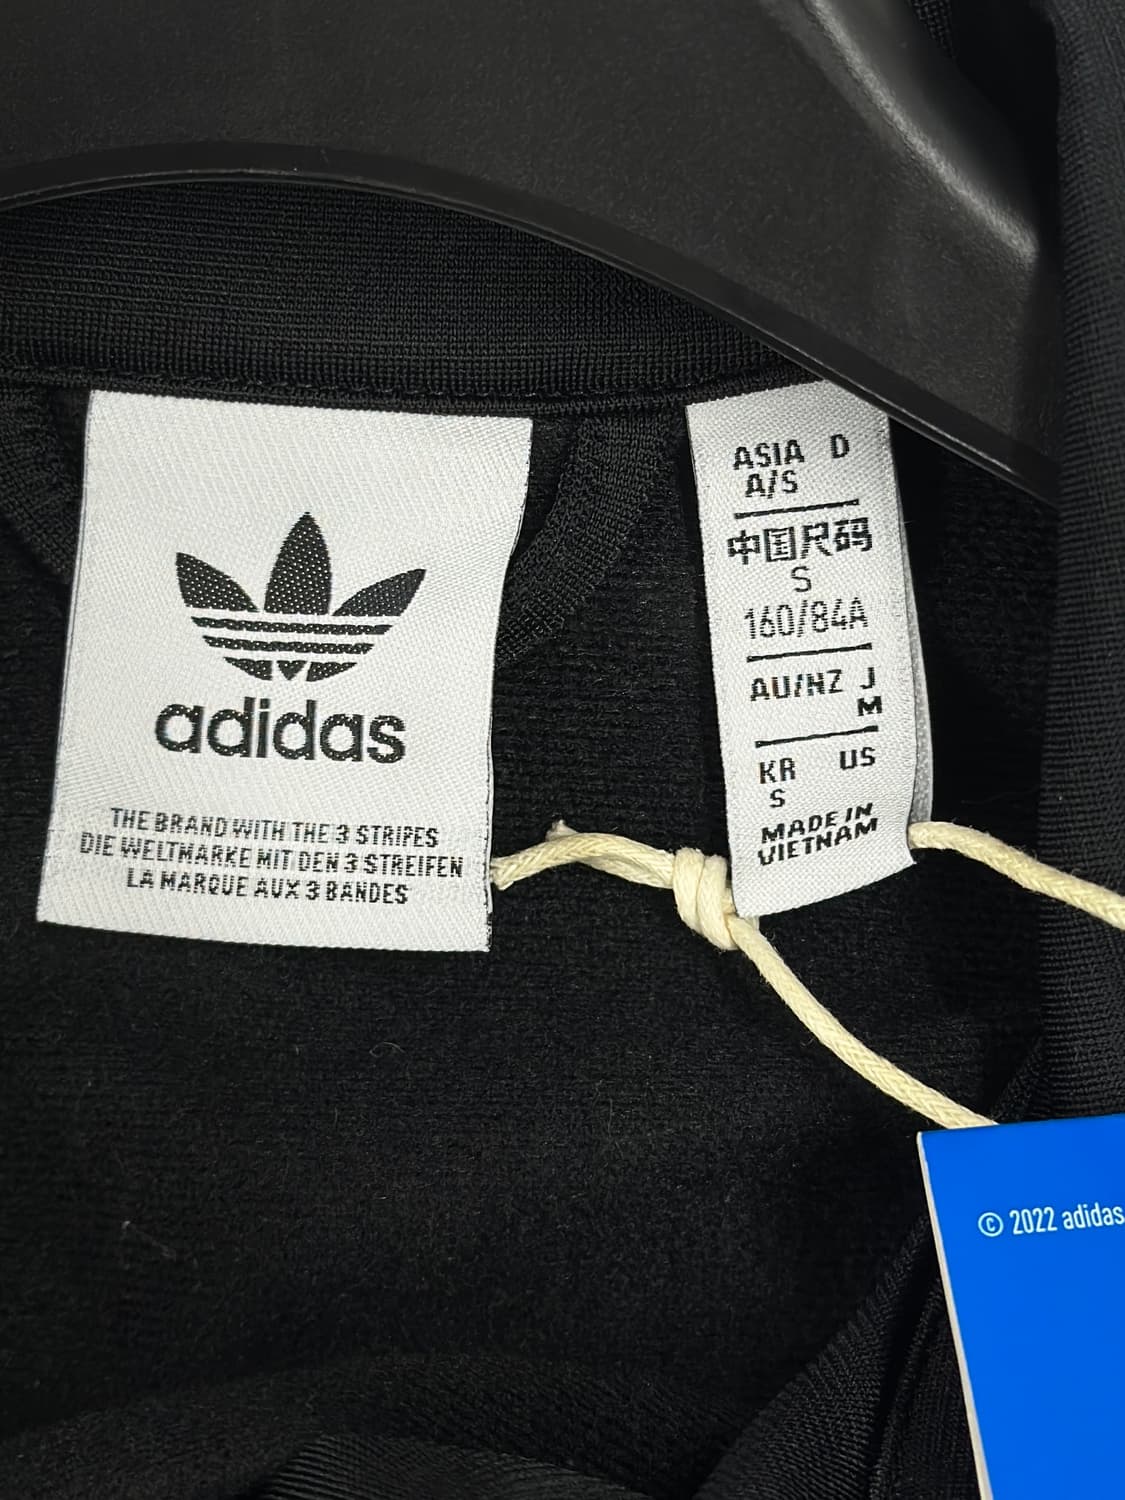 adidas
THE BRAND WITH THE 3 STRIPES
DIE WELTMARKE MIT DEN 3 STREIFEN
LA MARQUE AUX 3 BANDES
ASIA D
A/S
中国尺码
S
160/84A
AU/NZ J
M
KR US
S
MADE IN
VIETNAM
© 2022 adidas